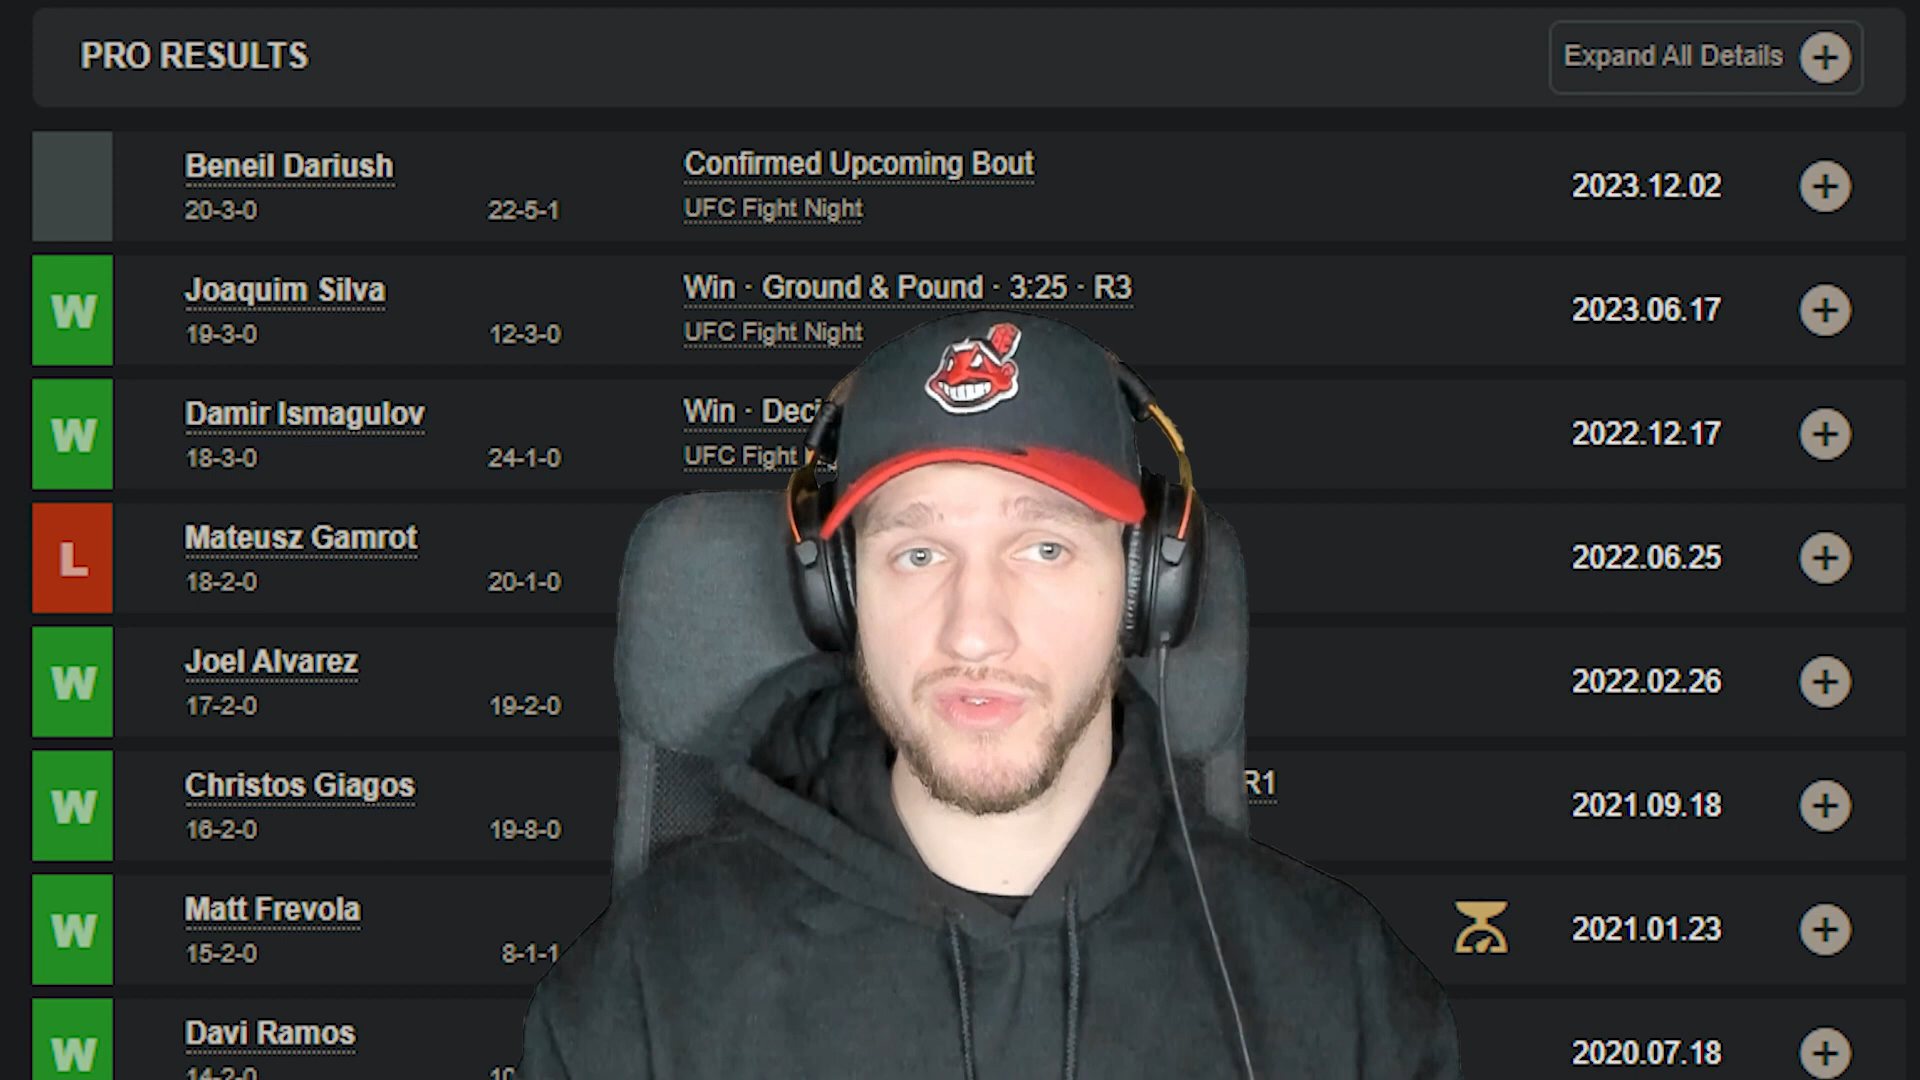 PRO RESULTS
Expand All Details
Beneil Dariush
Confirmed Upcoming Bout
20-3-0
22-5-1
UFC Fight Night
2023.12.02
W
Joaquim Silva
Win · Ground & Pound · 3:25 · R3
19-3-0
12-3-0
UFC Fight Night
2023.06.17
W
Damir Ismagulov
Win ·
18-3-0
24-1-0
UFC Fight
2022.12.17
L
Mateusz Gamrot
18-2-0
20-1-0
2022.06.25
W
Joel Alvarez
17-2-0
19-2-0
2022.02.26
W
Christos Giagos
R1
16-2-0
19-8-0
2021.09.18
W
Matt Frevola
15-2-0
8-1-1
2021.01.23
W
Davi Ramos
14-2-0
2020.07.18